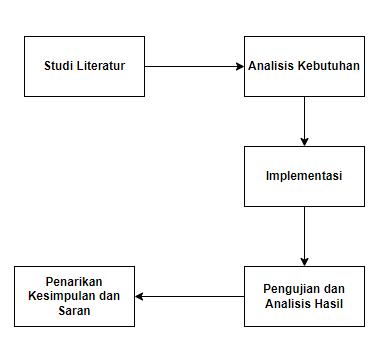 Studi Literatur
Analisis Kebutuhan
Implementasi
Pengujian dan
Analisis Hasil
Penarikan
Kesimpulan dan
Saran